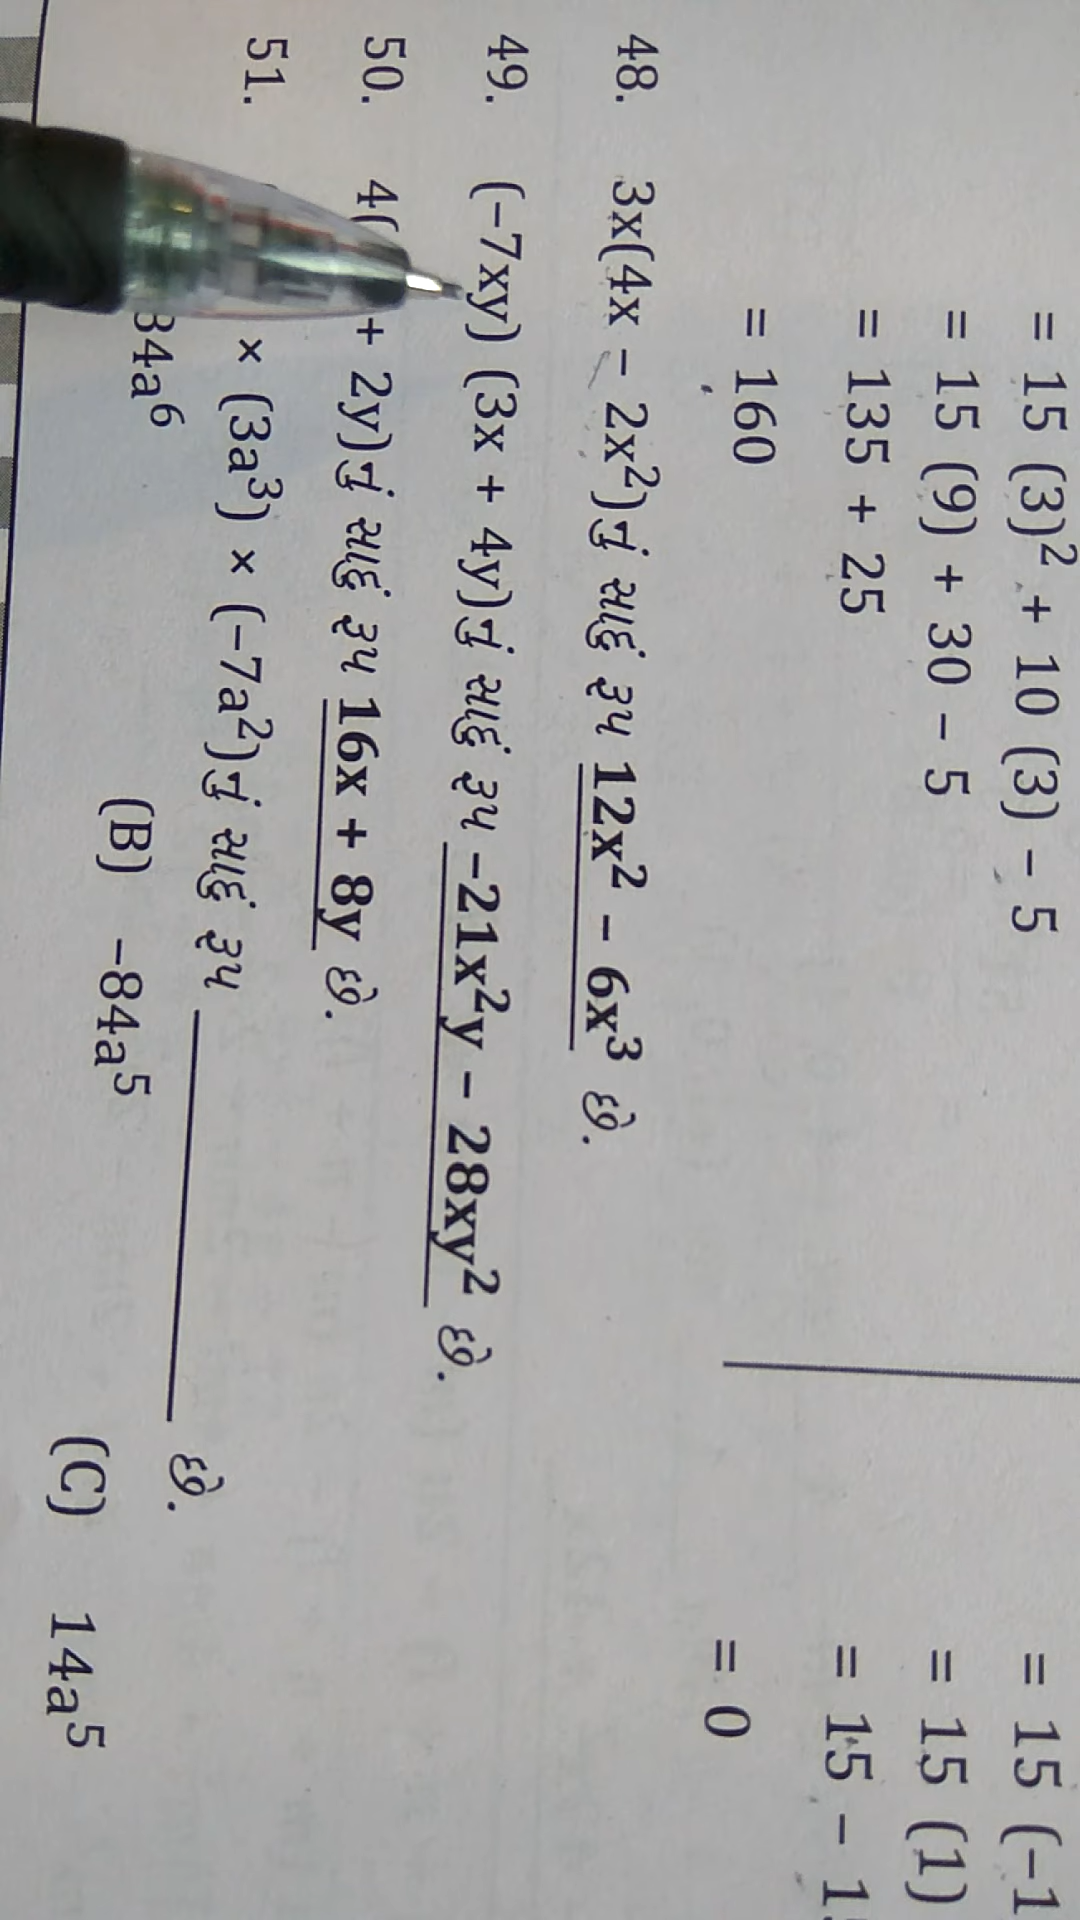 = 15 (3)² + 10 (3) – 5
= 15 (9) + 30 – 5
= 135 + 25
= 160
= 15 (–1
= 15 (1)
= 15 – 1
= 0
48. 3x(4x – 2x²)નું સાદું રૂપ 12x² – 6x³ છે.
49. (–7xy) (3x + 4y)નું સાદું રૂપ –21x²y – 28xy² છે.
50. 4( + 2y)નું સાદું રૂપ 16x + 8y છે.
51. × (3a³) × (–7a²)નું સાદું રૂપ ______ છે.
84a⁶ (B) –84a⁵ (C) 14a⁵